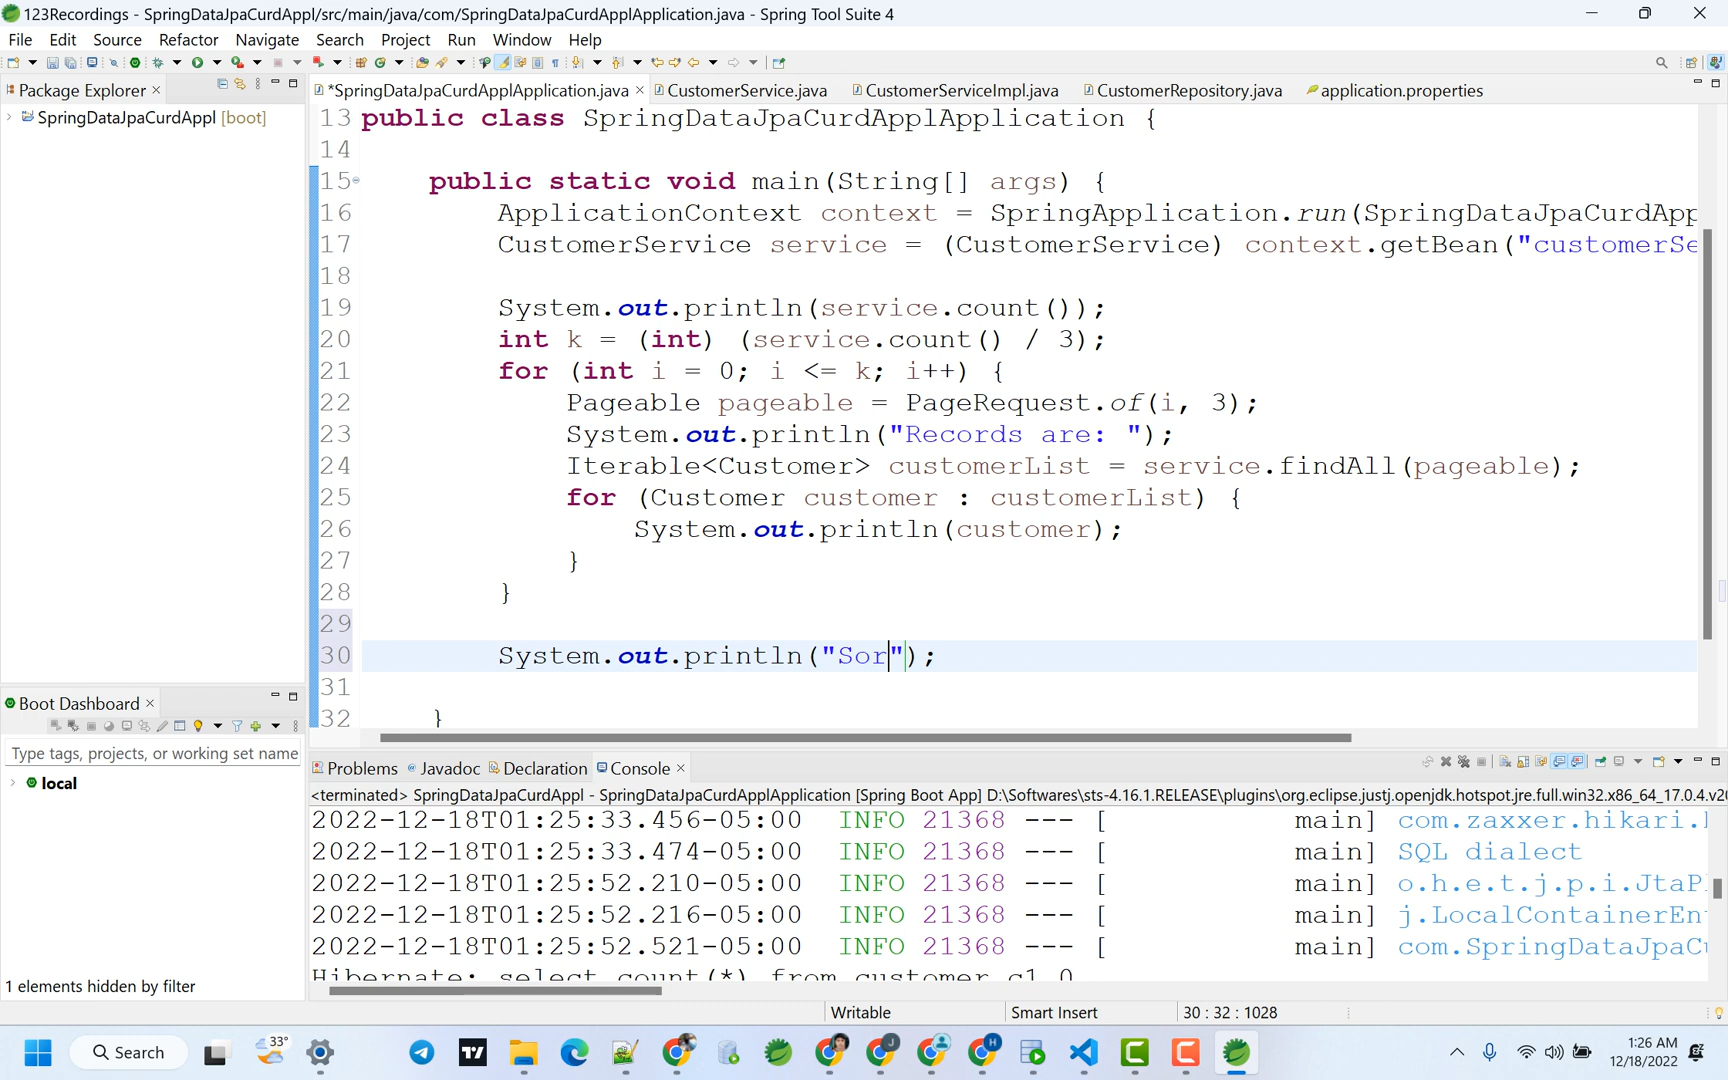 123Recordings - SpringDataJpaCurdAppl/src/main/java/com/SpringDataJpaCurdApplApplication.java - Spring Tool Suite 4
File Edit Source Refactor Navigate Search Project Run Window Help
Package Explorer
*SpringDataJpaCurdApplApplication.java CustomerService.java CustomerServiceImpl.java CustomerRepository.java application.properties
SpringDataJpaCurdAppl [boot]
13 public class SpringDataJpaCurdApplApplication {
14
15 public static void main(String[] args) {
16 ApplicationContext context = SpringApplication.run(SpringDataJpaCurdApp
17 CustomerService service = (CustomerService) context.getBean("customerSe
18
19 System.out.println(service.count());
20 int k = (int) (service.count() / 3);
21 for (int i = 0; i <= k; i++) {
22 Pageable pageable = PageRequest.of(i, 3);
23 System.out.println("Records are: ");
24 Iterable<Customer> customerList = service.findAll(pageable);
25 for (Customer customer : customerList) {
26 System.out.println(customer);
27 }
28 }
29
30 System.out.println("Sor");
31
32 }
Boot Dashboard
Type tags, projects, or working set name
local
1 elements hidden by filter
Problems Javadoc Declaration Console
<terminated> SpringDataJpaCurdAppl - SpringDataJpaCurdApplApplication [Spring Boot App] D:\Softwares\sts-4.16.1.RELEASE\plugins\org.eclipse.justj.openjdk.hotspot.jre.full.win32.x86_64_17.0.4.v20
2022-12-18T01:25:33.456-05:00 INFO 21368 --- [ main] com.zaxxer.hikari.
2022-12-18T01:25:33.474-05:00 INFO 21368 --- [ main] SQL dialect
2022-12-18T01:25:52.210-05:00 INFO 21368 --- [ main] o.h.e.t.j.p.i.JtaP
2022-12-18T01:25:52.216-05:00 INFO 21368 --- [ main] j.LocalContainerEn
2022-12-18T01:25:52.521-05:00 INFO 21368 --- [ main] com.SpringDataJpaCu
Hibernate: select count(*) from customer c1_0
Writable Smart Insert 30 : 32 : 1028
Search
33°
1:26 AM
12/18/2022